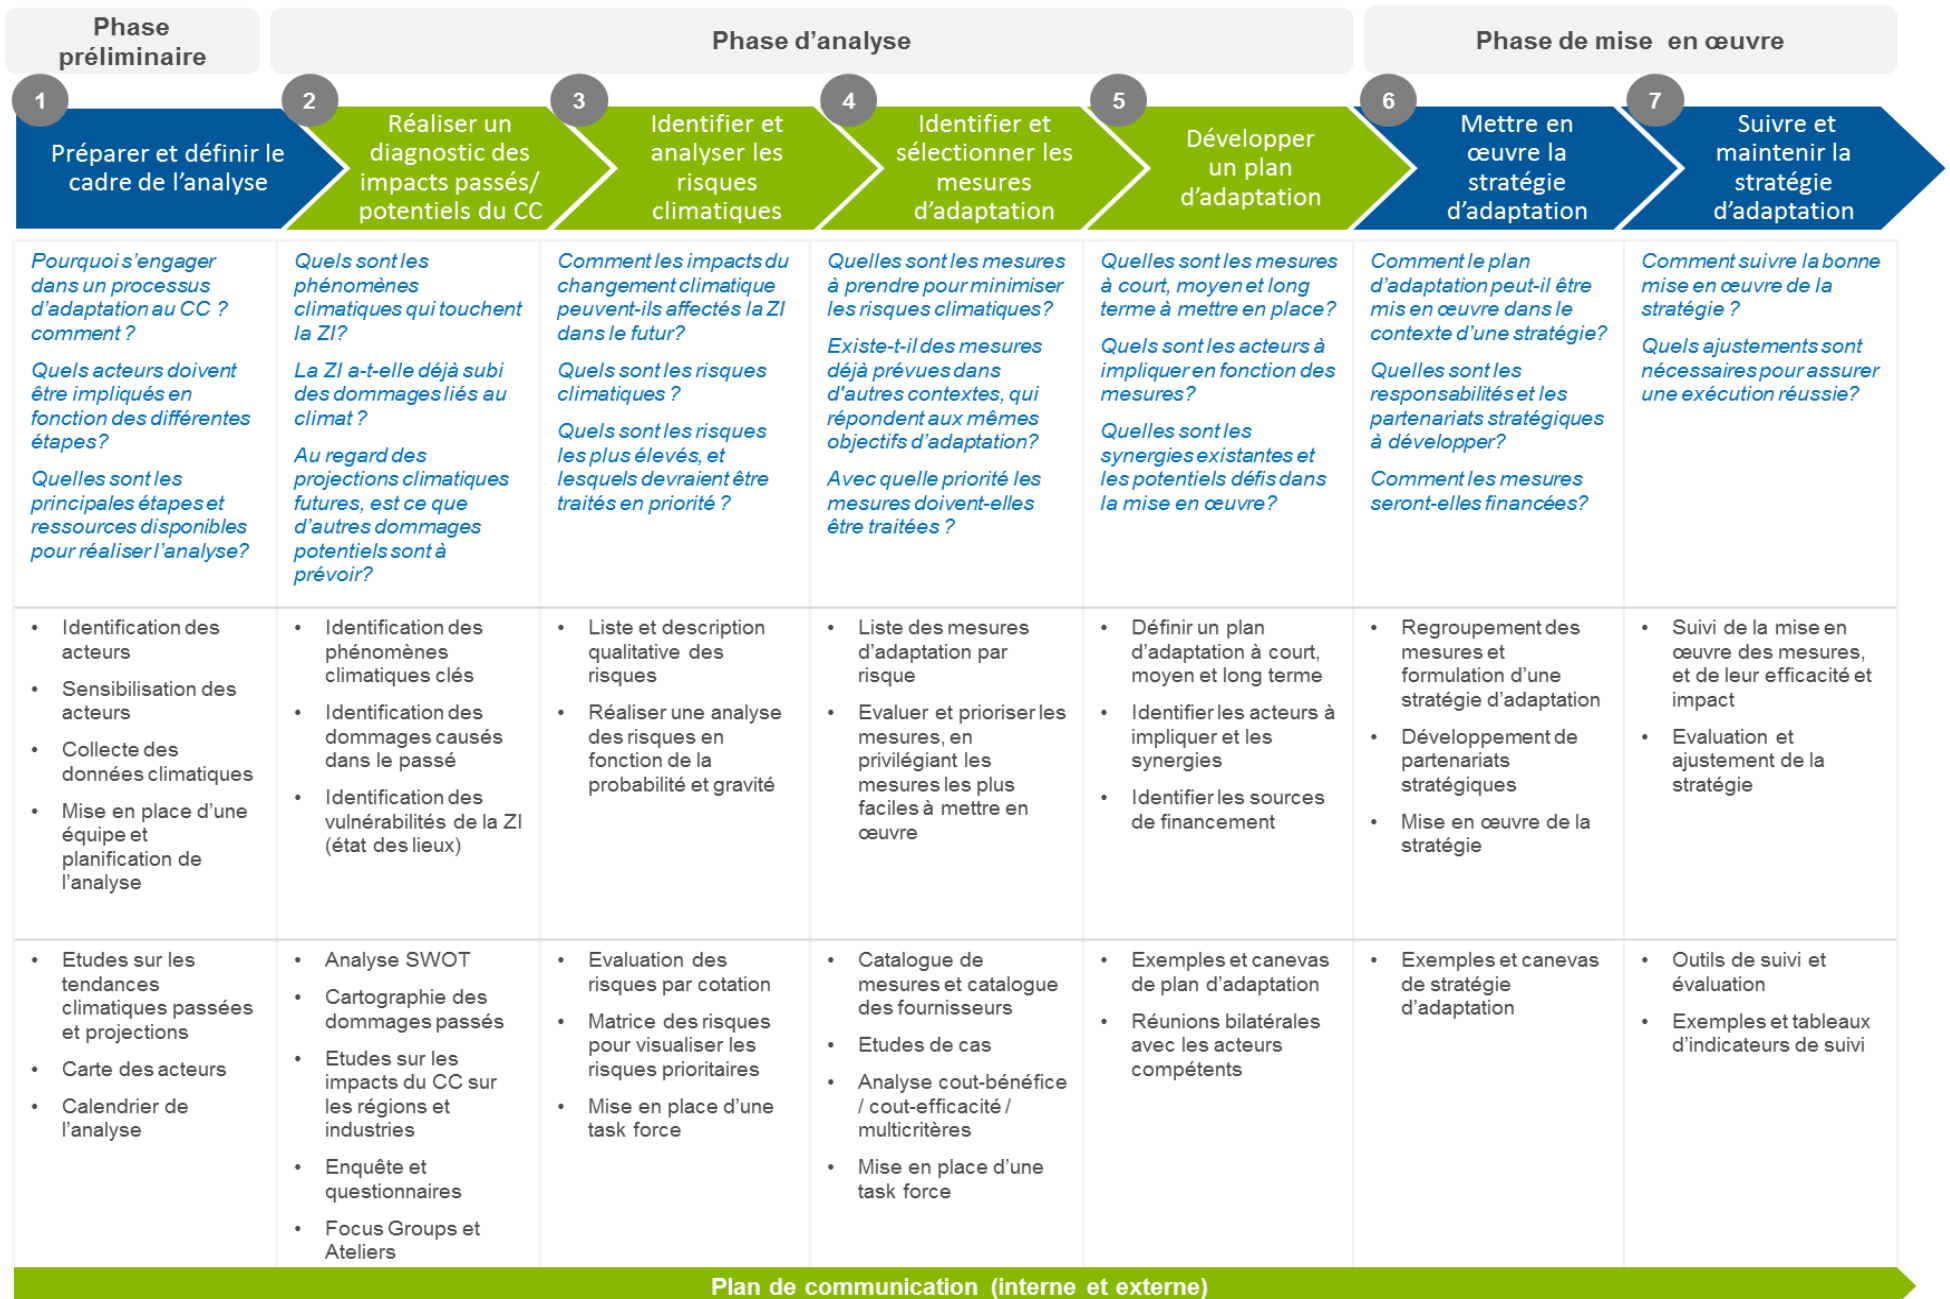 Phase
préliminaire
Phase d'analyse
Phase de mise en œuvre
1
Préparer et définir le
cadre de l'analyse
2
Réaliser un
diagnostic des
impacts passés/
potentiels du CC
3
Identifier et
analyser les
risques
climatiques
4
Identifier et
sélectionner les
mesures
d'adaptation
5
Développer
un plan
d'adaptation
6
Mettre en
œuvre la
stratégie
d'adaptation
7
Suivre et
maintenir la
stratégie
d'adaptation
Pourquoi s'engager
dans un processus
d'adaptation au CC ?
comment ?
Quels acteurs doivent
être impliqués en
fonction des différentes
étapes?
Quelles sont les
principales étapes et
ressources disponibles
pour réaliser l'analyse?
Quels sont les
phénomènes
climatiques qui touchent
la ZI?
La ZI a-t-elle déjà subi
des dommages liés au
climat ?
Au regard des
projections climatiques
futures, est ce que
d'autres dommages
potentiels sont à
prévoir?
Comment les impacts du
changement climatique
peuvent-ils affectés la ZI
dans le futur?
Quels sont les risques
climatiques ?
Quels sont les risques
les plus élevés, et
lesquels devraient être
traités en priorité ?
Quelles sont les mesures
à prendre pour minimiser
les risques climatiques?
Existe-t-il des mesures
déjà prévues dans
d'autres contextes, qui
répondent aux mêmes
objectifs d'adaptation?
Avec quelle priorité les
mesures doivent-elles
être traitées ?
Quelles sont les mesures
à court, moyen et long
terme à mettre en place?
Quels sont les acteurs à
impliquer en fonction des
mesures?
Quelles sont les
synergies existantes et
les potentiels défis dans
la mise en œuvre?
Comment le plan
d'adaptation peut-il être
mis en œuvre dans le
contexte d'une stratégie?
Quelles sont les
responsabilités et les
partenariats stratégiques
à développer?
Comment les mesures
seront-elles financées?
Comment suivre la bonne
mise en œuvre de la
stratégie ?
Quels ajustements sont
nécessaires pour assurer
une exécution réussie?
• Identification des
acteurs
• Sensibilisation des
acteurs
• Collecte des
données climatiques
• Mise en place d'une
équipe et
planification de
l'analyse
• Identification des
phénomènes
climatiques clés
• Identification des
dommages causés
dans le passé
• Identification des
vulnérabilités de la ZI
(état des lieux)
• Liste et description
qualitative des
risques
• Réaliser une analyse
des risques en
fonction de la
probabilité et gravité
• Liste des mesures
d'adaptation par
risque
• Evaluer et prioriser les
mesures, en
privilégiant les
mesures les plus
faciles à mettre en
œuvre
• Définir un plan
d'adaptation à court,
moyen et long terme
• Identifier les acteurs à
impliquer et les
synergies
• Identifier les sources
de financement
• Regroupement des
mesures et
formulation d'une
stratégie d'adaptation
• Développement de
partenariats
stratégiques
• Mise en œuvre de la
stratégie
• Suivi de la mise en
œuvre des mesures,
et de leur efficacité et
impact
• Evaluation et
ajustement de la
stratégie
• Etudes sur les
tendances
climatiques passées
et projections
• Carte des acteurs
• Calendrier de
l'analyse
• Analyse SWOT
• Cartographie des
dommages passés
• Etudes sur les
impacts du CC sur
les régions et
industries
• Enquête et
questionnaires
• Focus Groups et
Ateliers
• Evaluation des
risques par cotation
• Matrice des risques
pour visualiser les
risques prioritaires
• Mise en place d'une
task force
• Catalogue de
mesures et catalogue
des fournisseurs
• Etudes de cas
• Analyse cout-bénéfice
/ cout-efficacité /
multicritères
• Mise en place d'une
task force
• Exemples et canevas
de plan d'adaptation
• Réunions bilatérales
avec les acteurs
compétents
• Exemples et canevas
de stratégie
d'adaptation
• Outils de suivi et
évaluation
• Exemples et tableaux
d'indicateurs de suivi
Plan de communication (interne et externe)